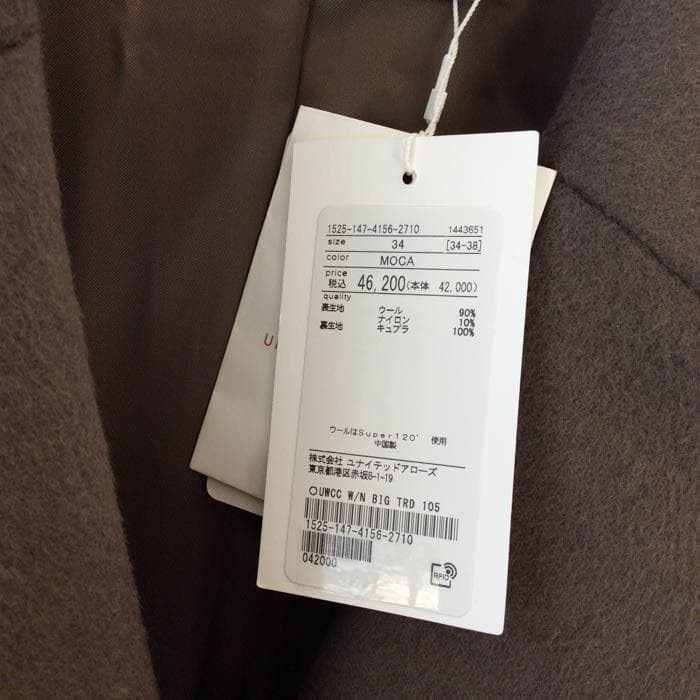 1525-147-4156-2710 1443651
size 34 [34-38]
color MOCA
price
税込 46,200(本体 42,000)
quality
表生地 ウール 90%
ナイロン 10%
裏生地 キュプラ 100%
ウールはSuper120' 使用
中国製
株式会社 ユナイテッドアローズ
東京都港区赤坂8-1-19
○UWCC W/N BIG TRD 105
1525-147-4156-2710
042000
RFID
U